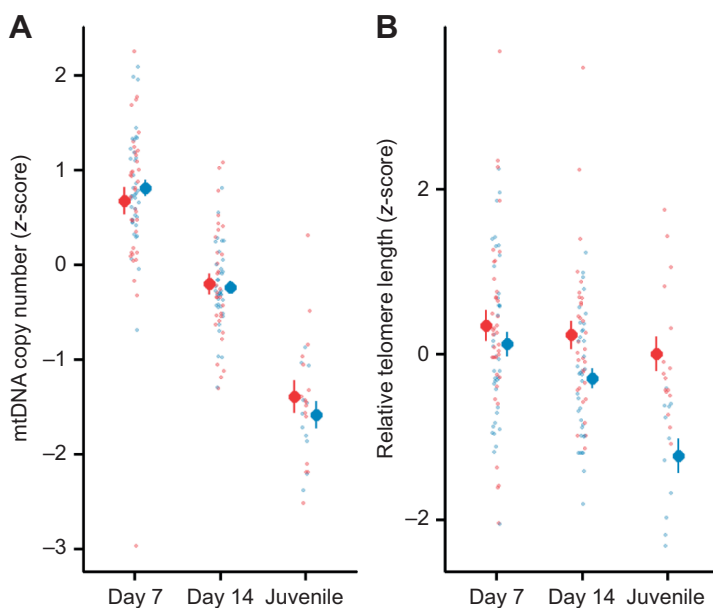 A
mtDNA copy number (z-score)
2
1
0
–1
–2
–3
Day 7 Day 14 Juvenile
B
Relative telomere length (z-score)
2
0
–2
Day 7 Day 14 Juvenile